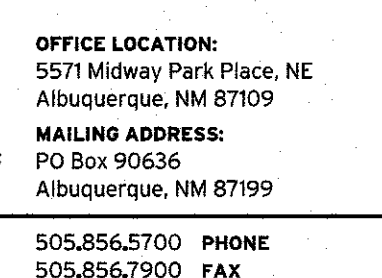 OFFICE LOCATION:
5571 Midway Park Place, NE
Albuquerque, NM 87109
MAILING ADDRESS:
PO Box 90636
Albuquerque, NM 87199
505.856.5700 PHONE
505.856.7900 FAX